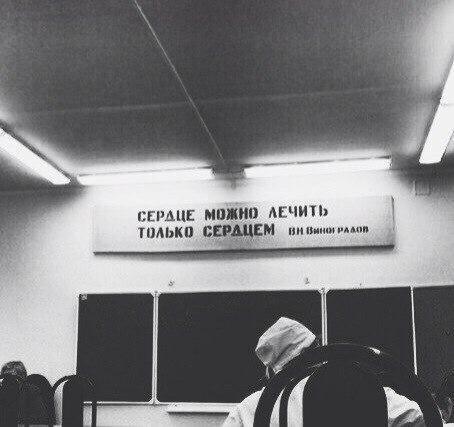 СЕРДЦЕ МОЖНО ЛЕЧИТЬ
ТОЛЬКО СЕРДЦЕМ В.Н. ВИНОГРАДОВ